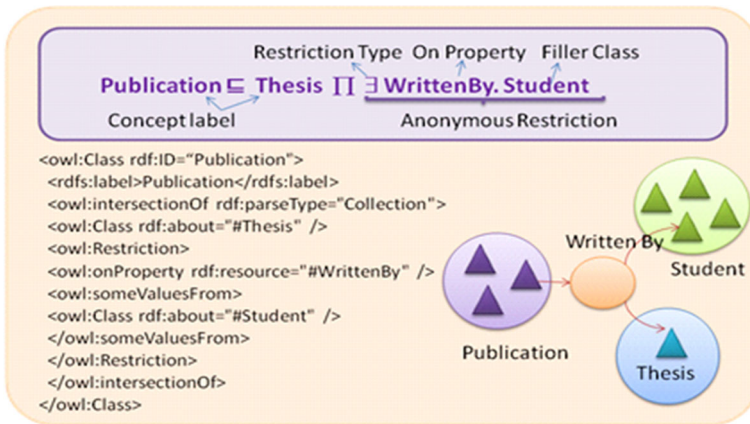 Restriction Type On Property Filler Class
Publication ⊑ Thesis ∏ ∃ WrittenBy. Student
Concept label Anonymous Restriction
<owl:Class rdf:ID="Publication">
<rdfs:label>Publication</rdfs:label>
<owl:intersectionOf rdf:parseType="Collection">
<owl:Class rdf:about="#Thesis" />
<owl:Restriction>
<owl:onProperty rdf:resource="#WrittenBy" />
<owl:someValuesFrom>
<owl:Class rdf:about="#Student" />
</owl:someValuesFrom>
</owl:Restriction>
</owl:intersectionOf>
</owl:Class>
Written By
Student
Publication
Thesis